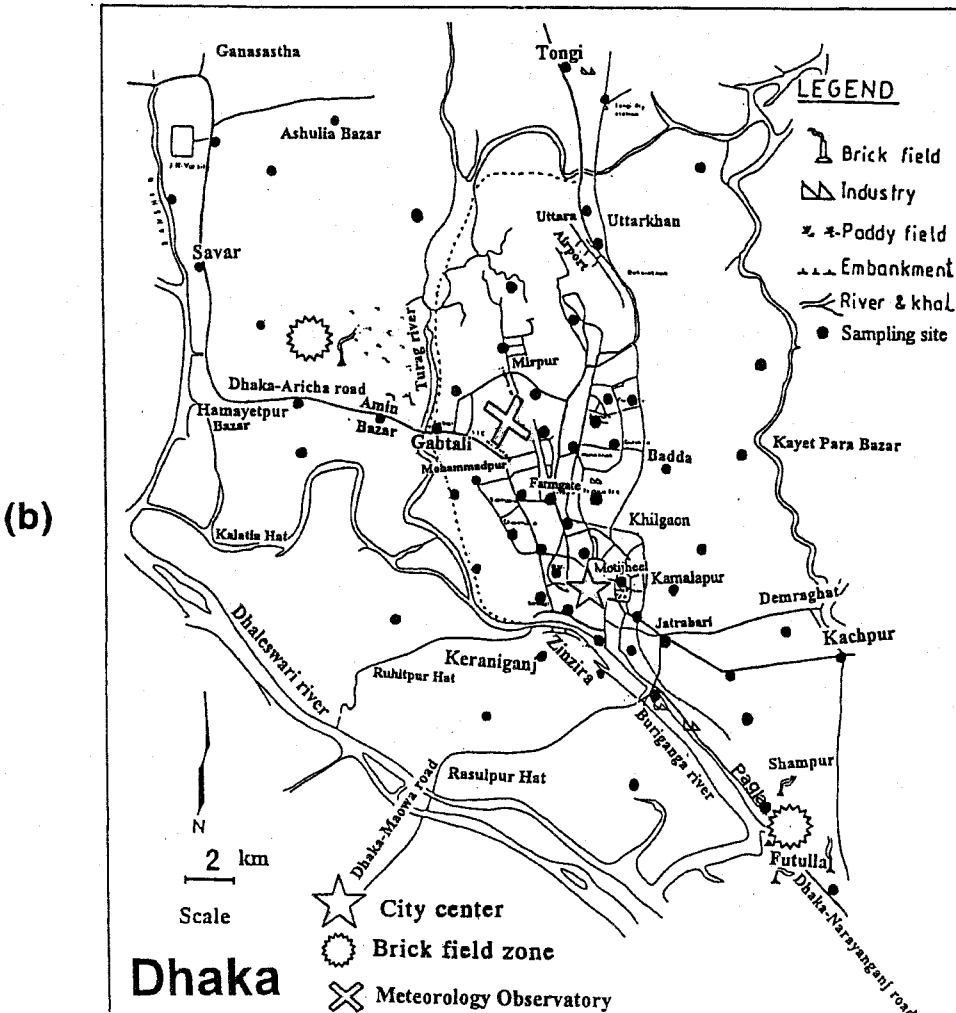 Ganasastha
Tongi
LEGEND
Ashulia Bazar
Brick field
Industry
Uttara
Uttarkhan
Paddy field
Airport
Savar
Embankment
River & khal
Sampling site
Turag river
Mirpur
Dhaka-Aricha road
Hamayetpur
Bazar
Amin
Bazar
Gabtali
Kayet Para Bazar
Badda
Mohammadpur
Farmgate
(b)
Khilgaon
Kalatia Hat
Motijheel
Kamalapur
Demraghat
Dhaleswari river
Jatrabari
Kachpur
Zinzira
Keraniganj
Ruhitpur Hat
Buriganga river
Shampur
Pagla
Rasulpur Hat
Dhaka-Maowa road
N
2 km
Futulla
Dhaka-Narayanganj road
Scale
City center
Brick field zone
Dhaka
Meteorology Observatory